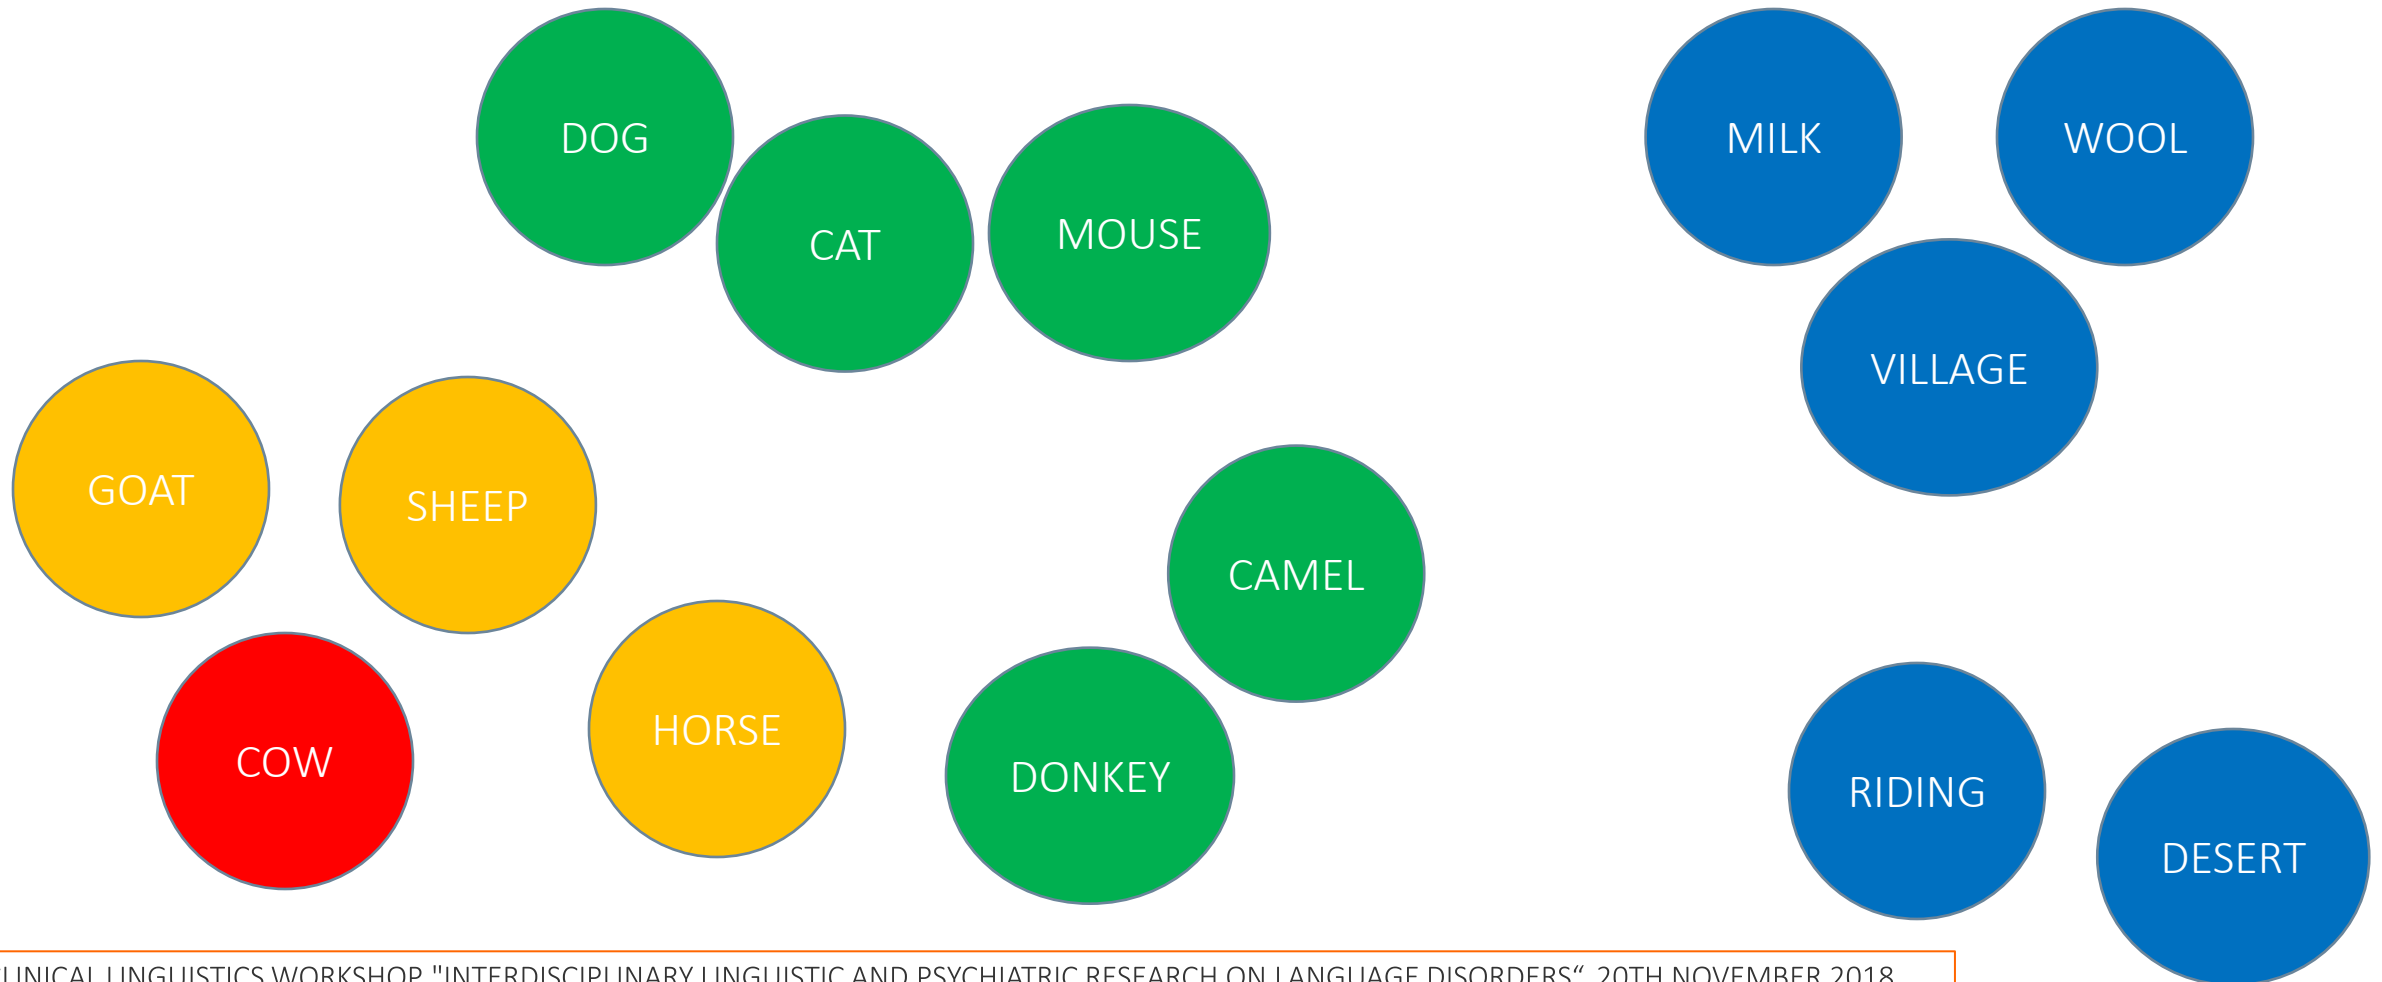 DOG
CAT
MOUSE
MILK
WOOL
VILLAGE
GOAT
SHEEP
COW
HORSE
CAMEL
DONKEY
RIDING
DESERT
LINGUISTICS WORKSHOP "INTERDISCIPLINARY LINGUISTIC AND PSYCHIATRIC RESEARCH ON LANGUAGE DISORDERS“ 20TH NOVEMBER 2018